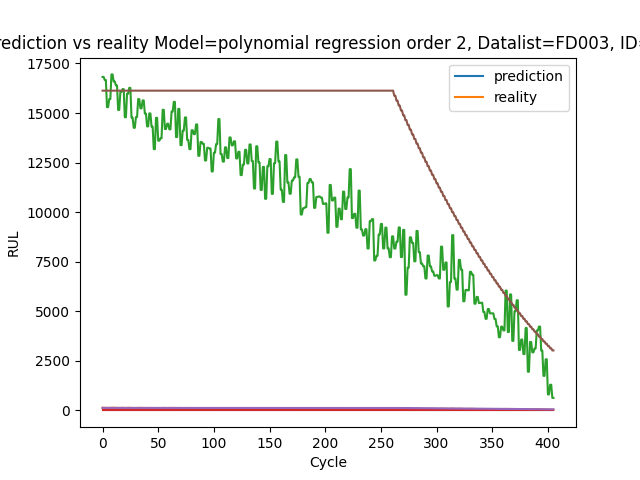 rediction vs reality Model=polynomial regression order 2, Datalist=FD003, ID=
17500
15000
12500
10000
7500
5000
2500
0
RUL
prediction
reality
0 50 100 150 200 250 300 350 400
Cycle